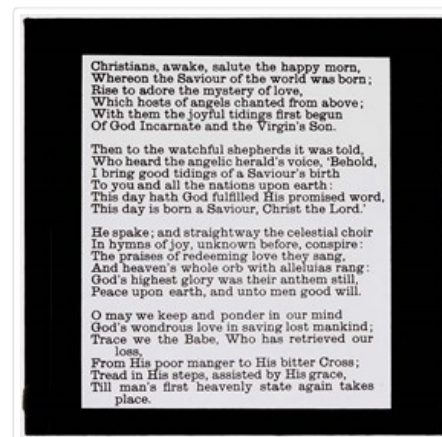 Christians, awake, salute the happy morn,
Whereon the Saviour of the world was born;
Rise to adore the mystery of love,
Which hosts of angels chanted from above;
With them the joyful tidings first begun
Of God Incarnate and the Virgin's Son.
Then to the watchful shepherds it was told,
Who heard the angelic herald's voice, 'Behold,
I bring good tidings of a Saviour's birth
To you and all the nations upon earth:
This day hath God fulfilled His promised word,
This day is born a Saviour, Christ the Lord.'
He spake; and straightway the celestial choir
In hymns of joy, unknown before, conspire:
The praises of redeeming love they sang,
And heaven's whole orb with alleluias rang:
God's highest glory was their anthem still,
Peace upon earth, and unto men good will.
O may we keep and ponder in our mind
God's wondrous love in saving lost mankind;
Trace we the Babe, Who has retrieved our
loss,
From His poor manger to His bitter Cross;
Tread in His steps, assisted by His grace,
Till man's first heavenly state again takes
place.